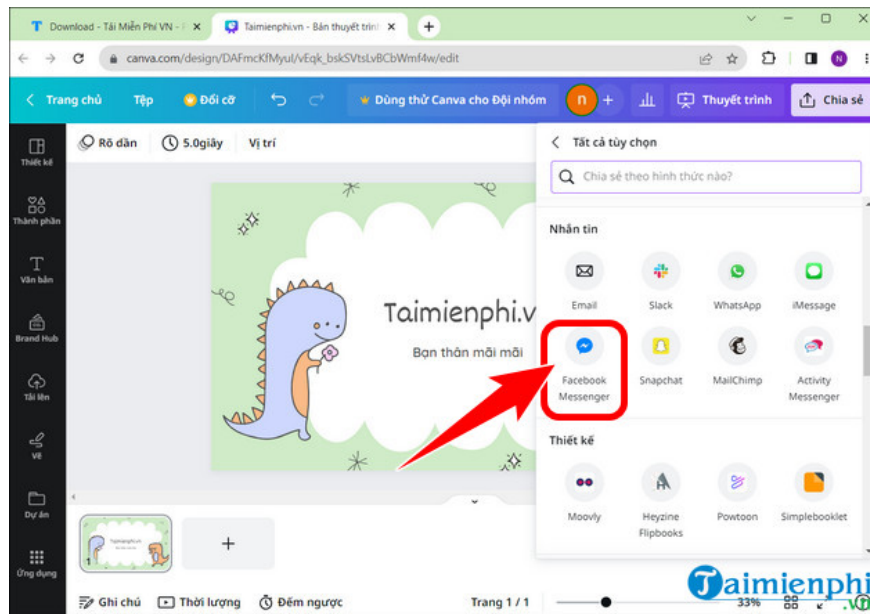 Download - Tải Miễn Phí VN -
Taimienphi.vn - Bản thuyết trìn
canva.com/design/DAFmcKfMyuI/vEqk_bskSVtsLvBCbWmf4w/edit
N
Trang chủ Tệp Đổi cỡ Dùng thử Canva cho Đội nhóm n + Thuyết trình Chia sẻ
Rõ dần 5.0giây Vị trí
Thiết kế
Thành phần
Văn bản
Brand Hub
Tải lên
Vẽ
Dự án
Ứng dụng
Taimienphi.v
Bạn thân mãi mãi
Tất cả tùy chọn
Chia sẻ theo hình thức nào?
Nhắn tin
Email Slack WhatsApp iMessage
Facebook Messenger
Snapchat
MailChimp
Activity Messenger
Thiết kế
Moovly
Heyzine Flipbooks
Powtoon
Simplebooklet
1
Ghi chú Thời lượng Đếm ngược Trang 1 / 1 33%
Taimienphi
.vn